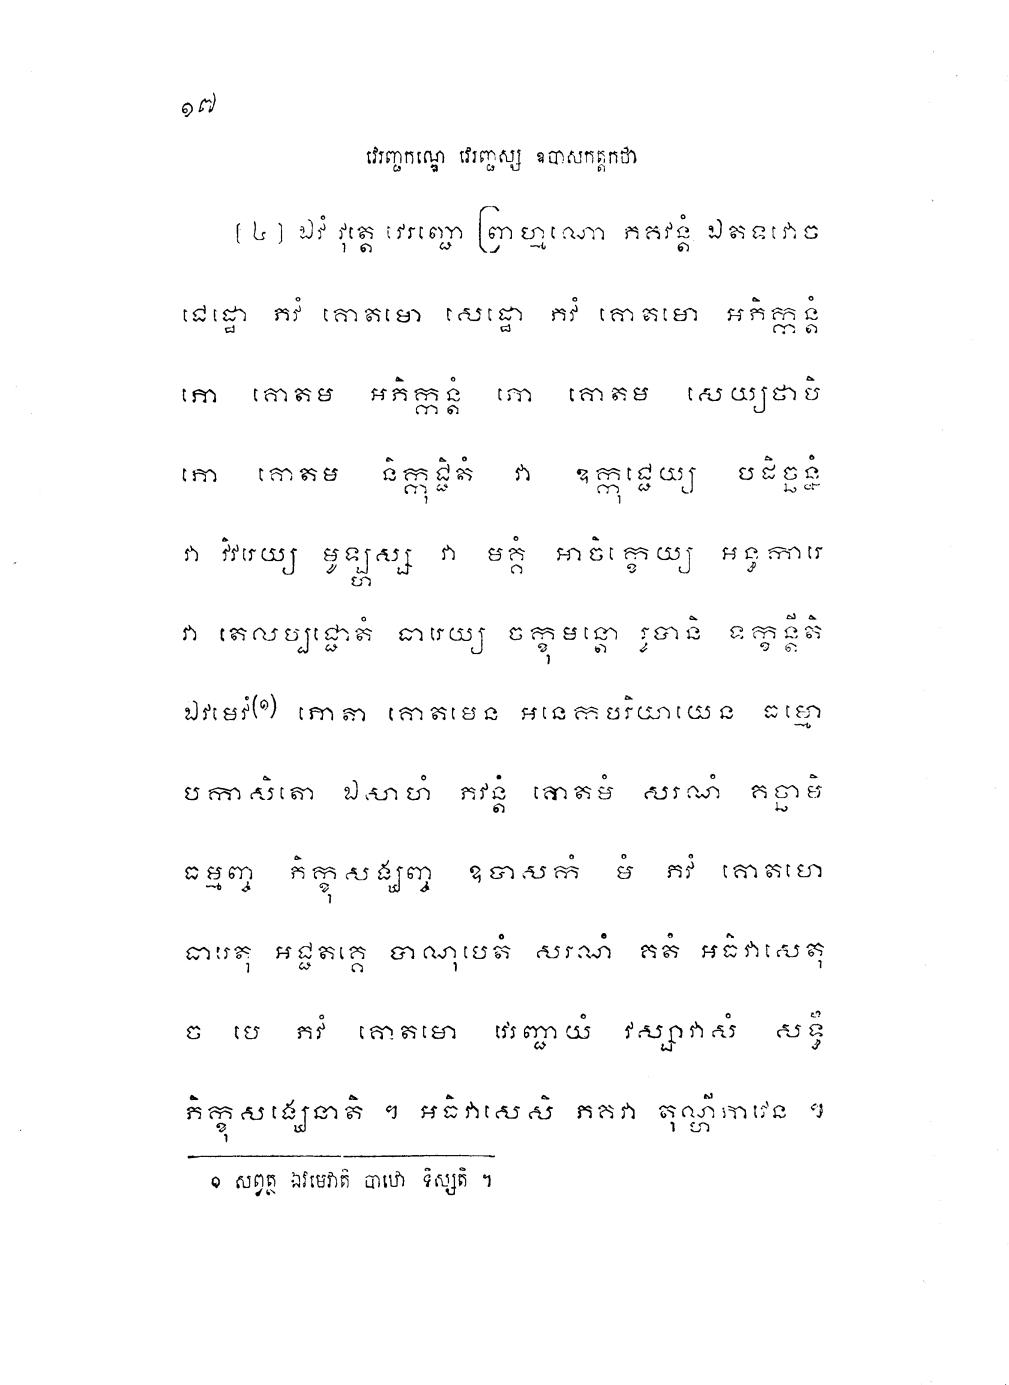 ១៧
វេរញ្ជកណ្ឌេ វេរញ្ជស្ស ឧបាសកត្តកថា
[៤] ឯវំ វុត្តេ វេរញ្ជោ ព្រាហ្មណោ ភគវន្តំ ឯតទវោច
ជេដ្ឋោ ភវំ គោតមោ សេដ្ឋោ ភវំ គោតមោ អភិក្កន្តំ
ភោ គោតម អភិក្កន្តំ ភោ គោតម សេយ្យថាបិ
ភោ គោតម និក្កុជ្ជិតំ វា ឧក្កុជ្ជេយ្យ បដិច្ឆន្នំ
វា វិវរេយ្យ មូឡ្ហស្ស វា មគ្គំ អាចិក្ខេយ្យ អន្ធការេ
វា តេលប្បជ្ជោតំ ធារេយ្យ ចក្ខុមន្តោ រូបានិ ទក្ខន្តីតិ
ឯវមេវំ(១) ភោតា គោតមេន អនេកបរិយាយេន ធម្មោ
បកាសិតោ ឯសាហំ ភវន្តំ គោតមំ សរណំ គច្ឆាមិ
ធម្មញ្ច ភិក្ខុសង្ឃញ្ច ឧបាសកំ មំ ភវំ គោតមោ
ធារេតុ អជ្ជតគ្គេ បាណុបេតំ សរណំ គតំ អធិវាសេតុ
ច មេ ភវំ គោតមោ វេរញ្ជាយំ វស្សាវាសំ សទ្ធឹ
ភិក្ខុសង្ឃេនាតិ ។ អធិវាសេសិ ភគវា តុណ្ហីភាវេន ។
១ សព្វត្ថ ឯវមេវាតិ បាឋោ ទិស្សតិ ។